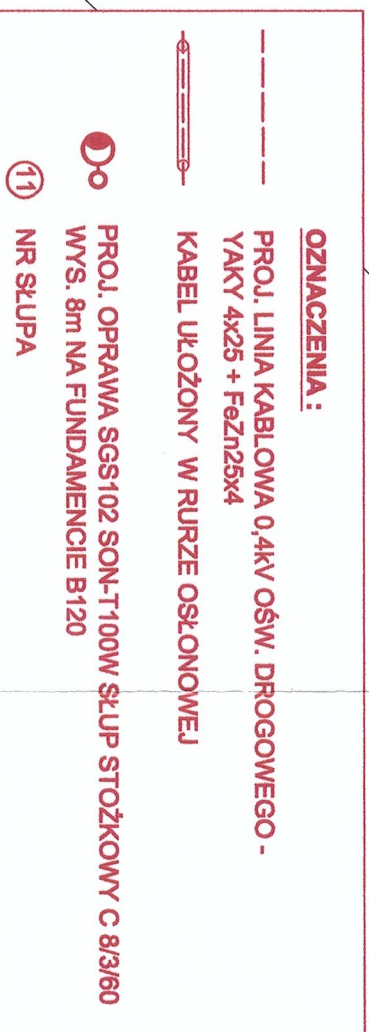 OZNACZENIA :
PROJ. LINIA KABLOWA 0,4kV OŚW. DROGOWEGO -
YAKY 4x25 + FeZn25x4
KABEL UŁOŻONY W RURZE OSŁONOWEJ
PROJ. OPRAWA SGS102 SON-T100W SŁUP STOŻKOWY C 8/3/60
WYS. 8m NA FUNDAMENCIE B120
11 NR SŁUPA